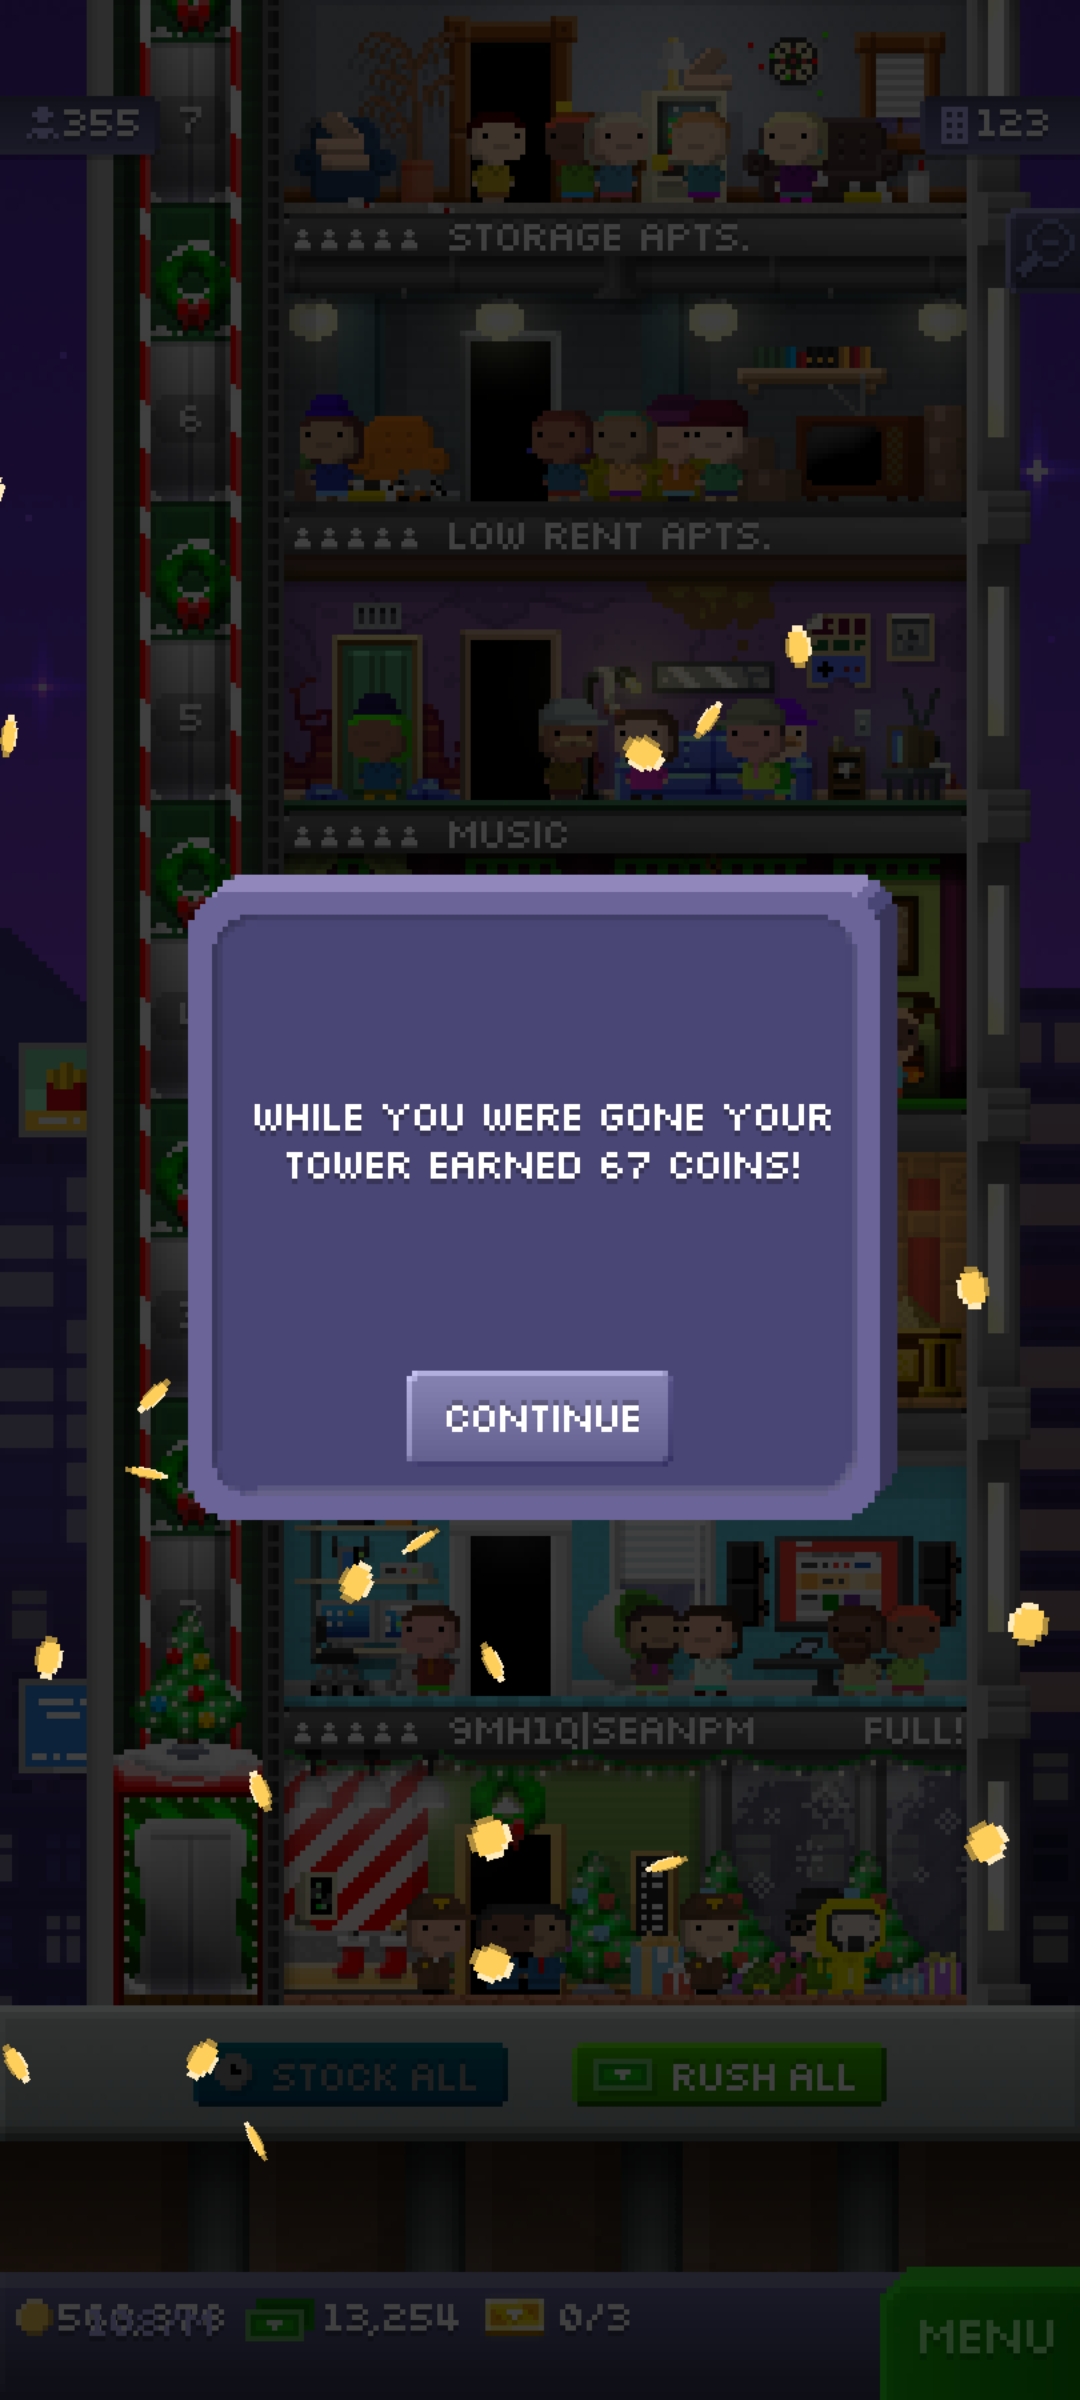 7
355
123
STORAGE APTS.
6
LOW RENT APTS.
5
MUSIC
WHILE YOU WERE GONE YOUR
TOWER EARNED 67 COINS!
CONTINUE
9MH1Q|SEANPM FULL!
STOCK ALL
RUSH ALL
13,254
0/3
MENU